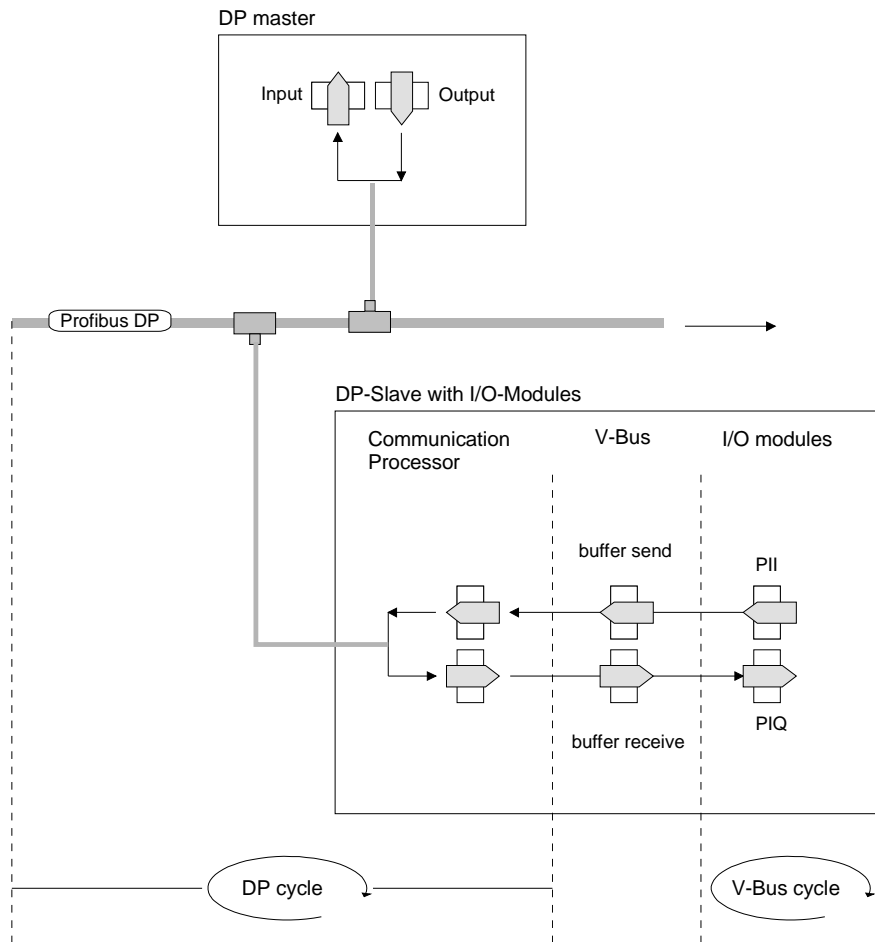 DP master
Input
Output
Profibus DP
DP-Slave with I/O-Modules
Communication
Processor
V-Bus
I/O modules
buffer send
PII
buffer receive
PIQ
DP cycle
V-Bus cycle